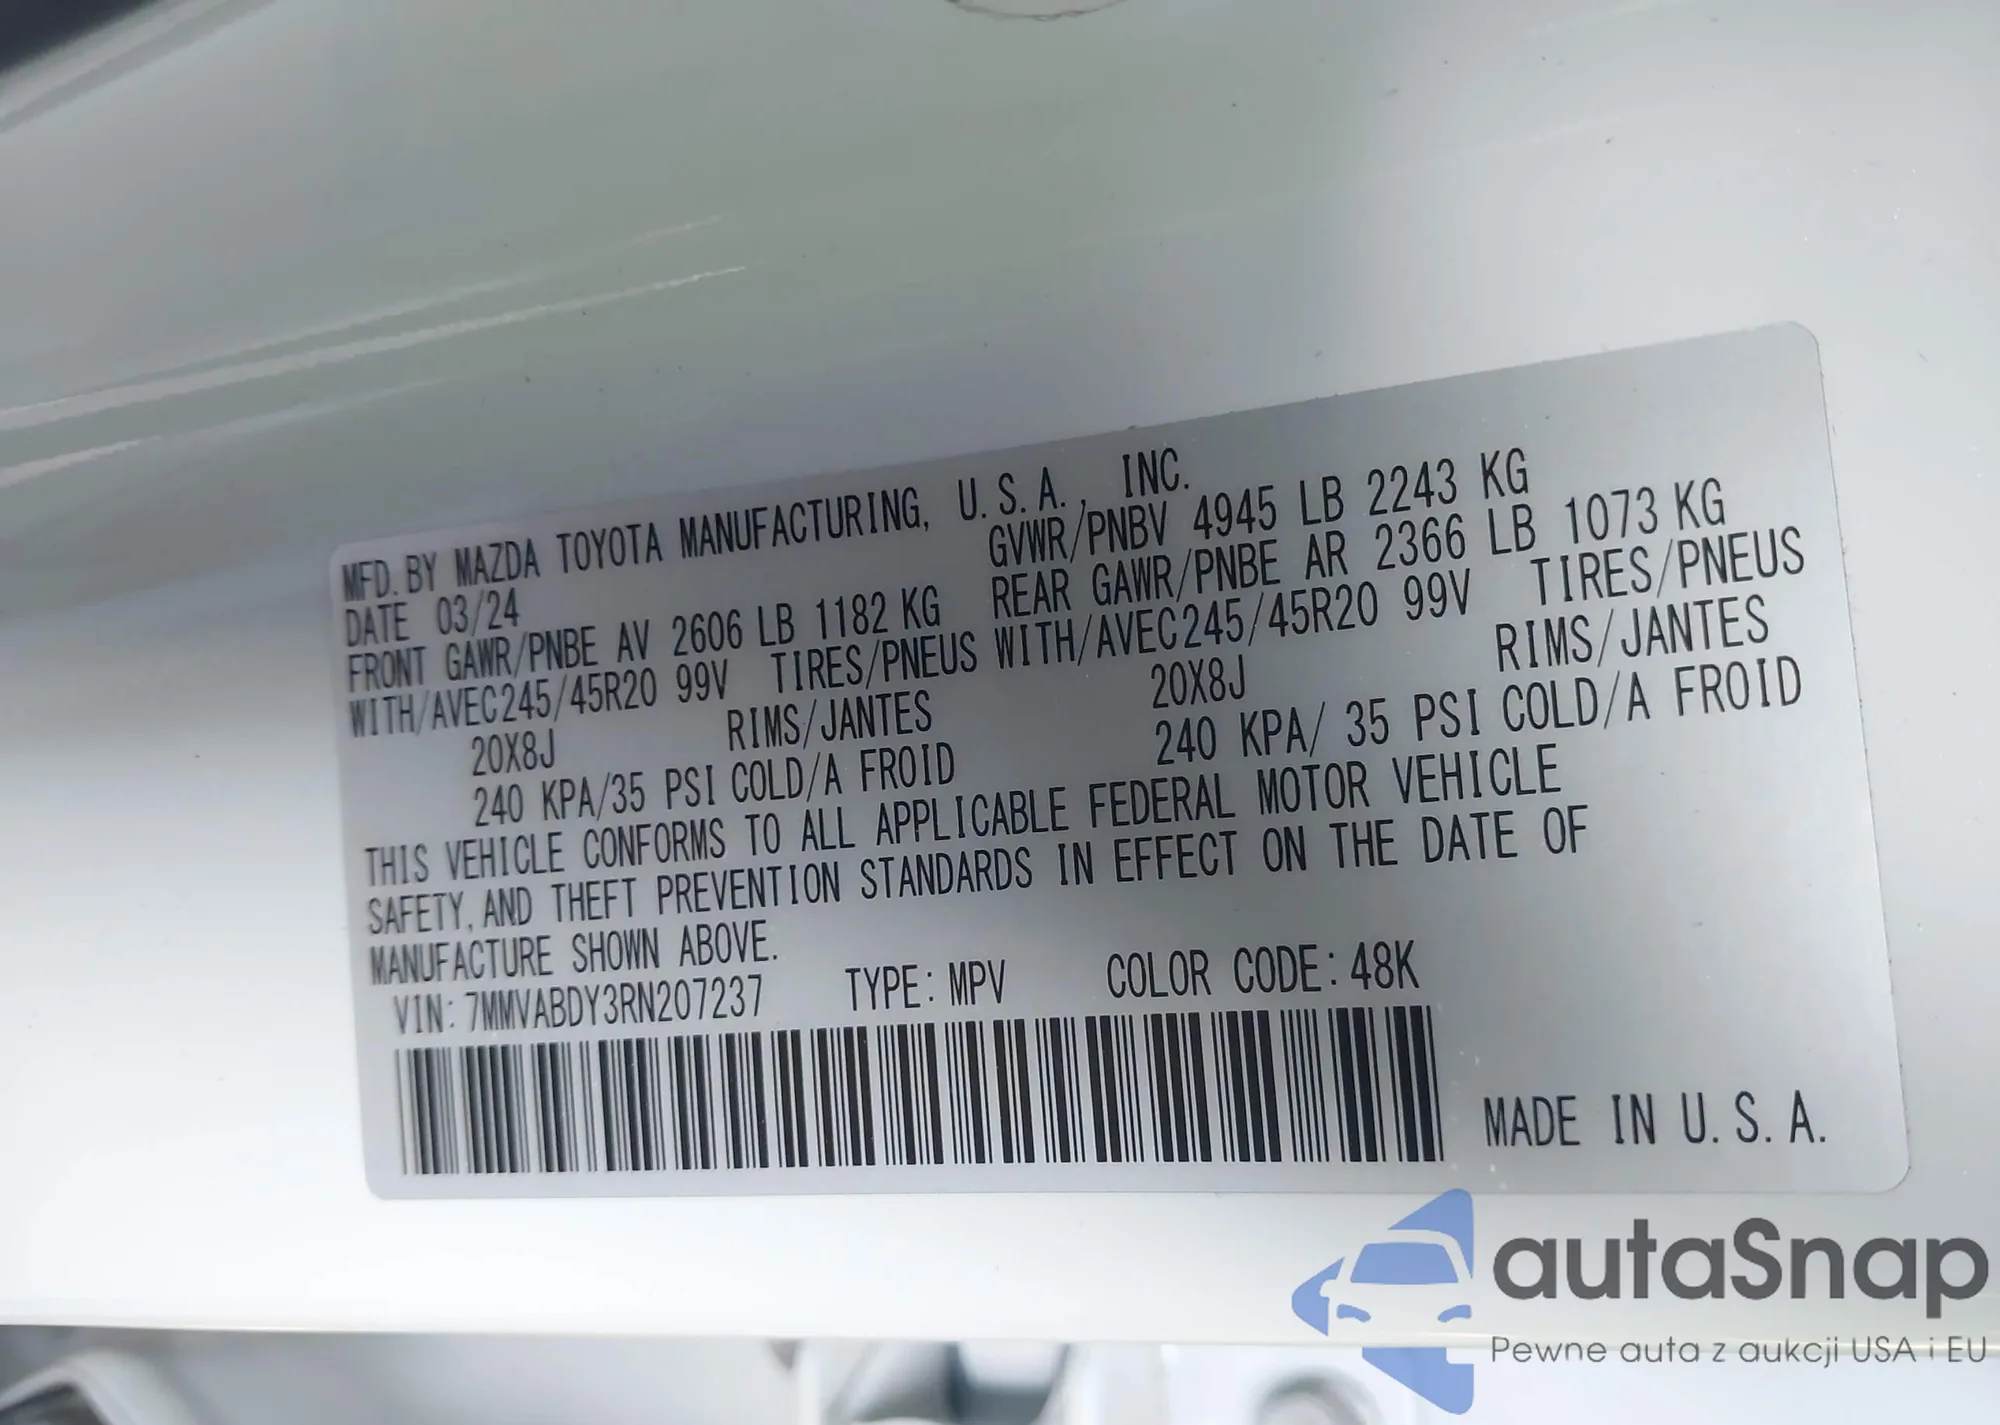 MFD. BY MAZDA TOYOTA MANUFACTURING, U.S.A., INC.
DATE 03/24 GVWR/PNBV 4945 LB 2243 KG
FRONT GAWR/PNBE AV 2606 LB 1182 KG REAR GAWR/PNBE AR 2366 LB 1073 KG
WITH/AVEC245/45R20 99V TIRES/PNEUS WITH/AVEC245/45R20 99V TIRES/PNEUS
20X8J RIMS/JANTES 20X8J RIMS/JANTES
240 KPA/35 PSI COLD/A FROID 240 KPA/ 35 PSI COLD/A FROID
THIS VEHICLE CONFORMS TO ALL APPLICABLE FEDERAL MOTOR VEHICLE
SAFETY, AND THEFT PREVENTION STANDARDS IN EFFECT ON THE DATE OF
MANUFACTURE SHOWN ABOVE.
VIN: 7MMVABDY3RN207237 TYPE: MPV COLOR CODE: 48K
MADE IN U.S.A.
autaSnap
Pewne auta z aukcji USA i EU